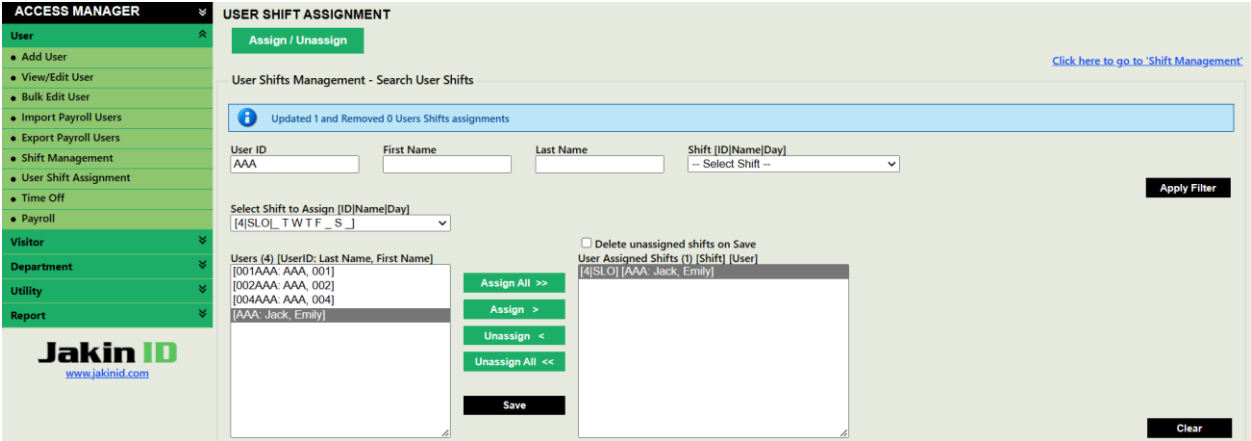 ACCESS MANAGER
User
Add User
View/Edit User
Bulk Edit User
Import Payroll Users
Export Payroll Users
Shift Management
User Shift Assignment
Time Off
Payroll
Visitor
Department
Utility
Report
Jakin ID
www.jakinid.com
USER SHIFT ASSIGNMENT
Assign / Unassign
Click here to go to 'Shift Management'
User Shifts Management - Search User Shifts
Updated 1 and Removed 0 Users Shifts assignments
User ID First Name Last Name Shift [ID|Name|Day]
AAA -- Select Shift --
Apply Filter
Select Shift to Assign [ID|Name|Day]
[4|SLO|_ T W T F _ S _]
Delete unassigned shifts on Save
Users (4) [UserID: Last Name, First Name]
[001AAA: AAA, 001]
[002AAA: AAA, 002]
[004AAA: AAA, 004]
[AAA: Jack, Emily]
Assign All >>
Assign >
Unassign <
Unassign All <<
Save
User Assigned Shifts (1) [Shift] [User]
[4|SLO] [AAA: Jack, Emily]
Clear